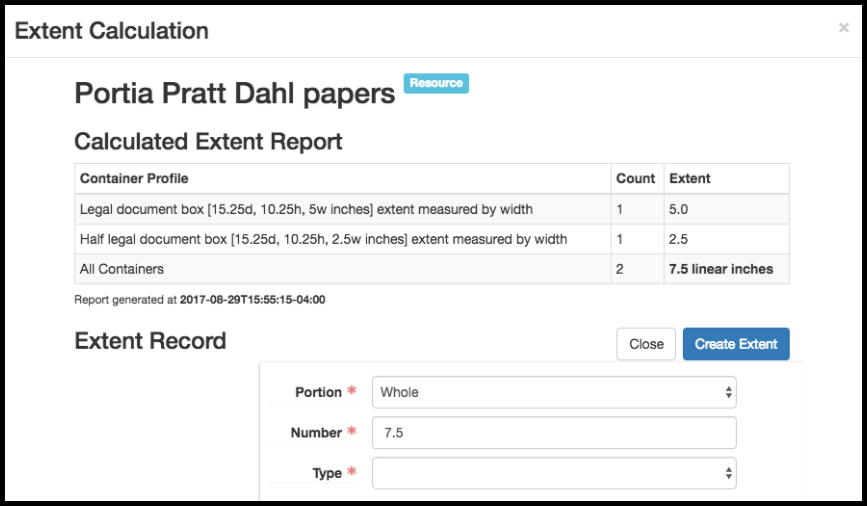 Extent Calculation ×
Portia Pratt Dahl papers Resource
Calculated Extent Report
Container Profile Count Extent
Legal document box [15.25d, 10.25h, 5w inches] extent measured by width 1 5.0
Half legal document box [15.25d, 10.25h, 2.5w inches] extent measured by width 1 2.5
All Containers 2 7.5 linear inches
Report generated at 2017-08-29T15:55:15-04:00
Extent Record Close Create Extent
Portion * Whole
Number * 7.5
Type *